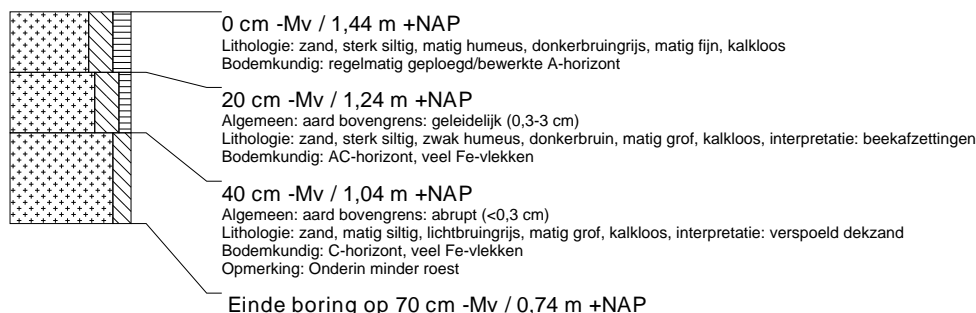 0 cm -Mv / 1,44 m +NAP
Lithologie: zand, sterk siltig, matig humeus, donkerbruingrijs, matig fijn, kalkloos
Bodemkundig: regelmatig geploegd/bewerkte A-horizont
20 cm -Mv / 1,24 m +NAP
Algemeen: aard bovengrens: geleidelijk (0,3-3 cm)
Lithologie: zand, sterk siltig, zwak humeus, donkerbruin, matig grof, kalkloos, interpretatie: beekafzettingen
Bodemkundig: AC-horizont, veel Fe-vlekken
40 cm -Mv / 1,04 m +NAP
Algemeen: aard bovengrens: abrupt (<0,3 cm)
Lithologie: zand, matig siltig, lichtbruingrijs, matig grof, kalkloos, interpretatie: verspoeld dekzand
Bodemkundig: C-horizont, veel Fe-vlekken
Opmerking: Onderin minder roest
Einde boring op 70 cm -Mv / 0,74 m +NAP